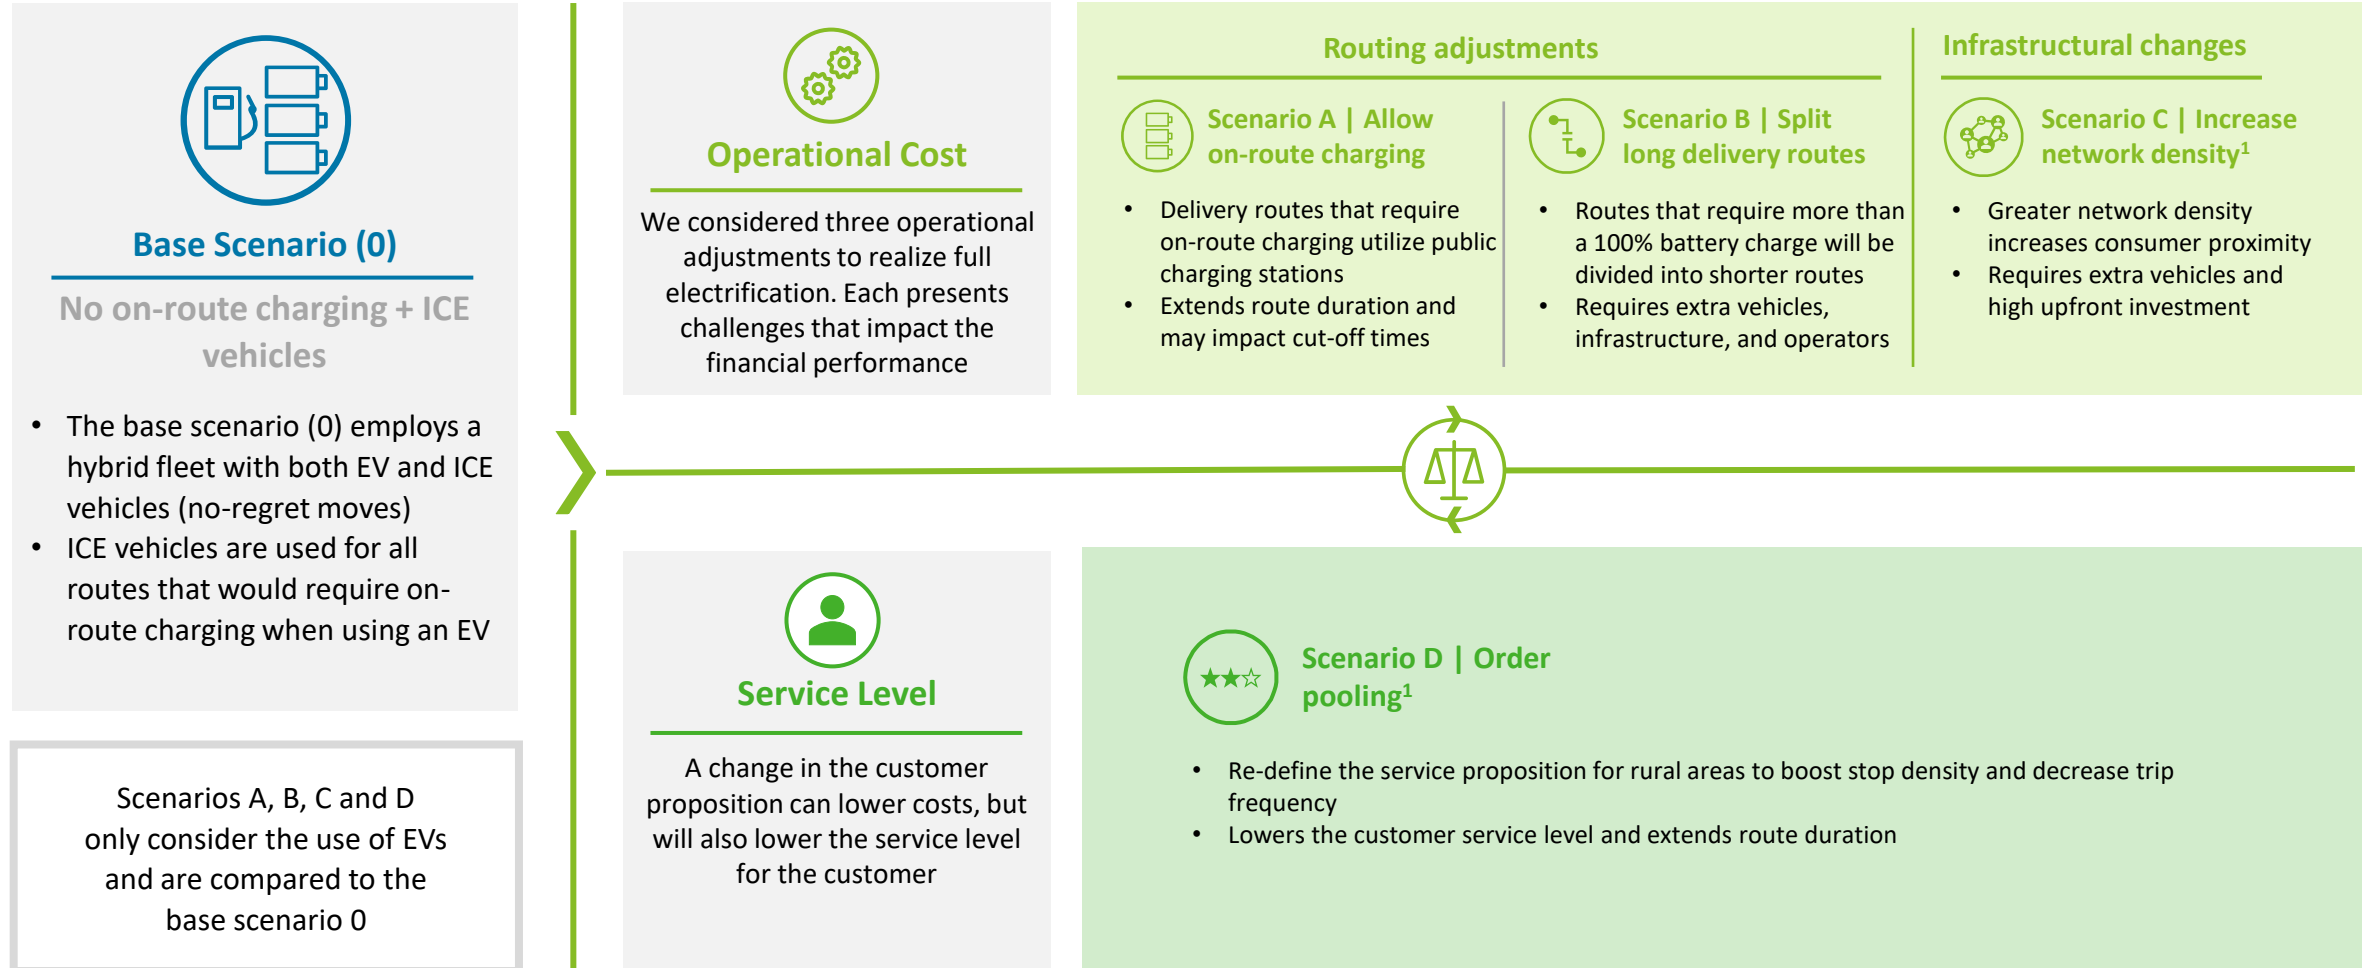 Base Scenario (0)
No on-route charging + ICE
vehicles
• The base scenario (0) employs a
hybrid fleet with both EV and ICE
vehicles (no-regret moves)
• ICE vehicles are used for all
routes that would require on-
route charging when using an EV
Scenarios A, B, C and D
only consider the use of EVs
and are compared to the
base scenario 0
Operational Cost
We considered three operational
adjustments to realize full
electrification. Each presents
challenges that impact the
financial performance
Routing adjustments
Scenario A | Allow
on-route charging
• Delivery routes that require
on-route charging utilize public
charging stations
• Extends route duration and
may impact cut-off times
Scenario B | Split
long delivery routes
• Routes that require more than
a 100% battery charge will be
divided into shorter routes
• Requires extra vehicles,
infrastructure, and operators
Infrastructural changes
Scenario C | Increase
network density¹
• Greater network density
increases consumer proximity
• Requires extra vehicles and
high upfront investment
Service Level
A change in the customer
proposition can lower costs, but
will also lower the service level
for the customer
Scenario D | Order
pooling¹
• Re-define the service proposition for rural areas to boost stop density and decrease trip
frequency
• Lowers the customer service level and extends route duration